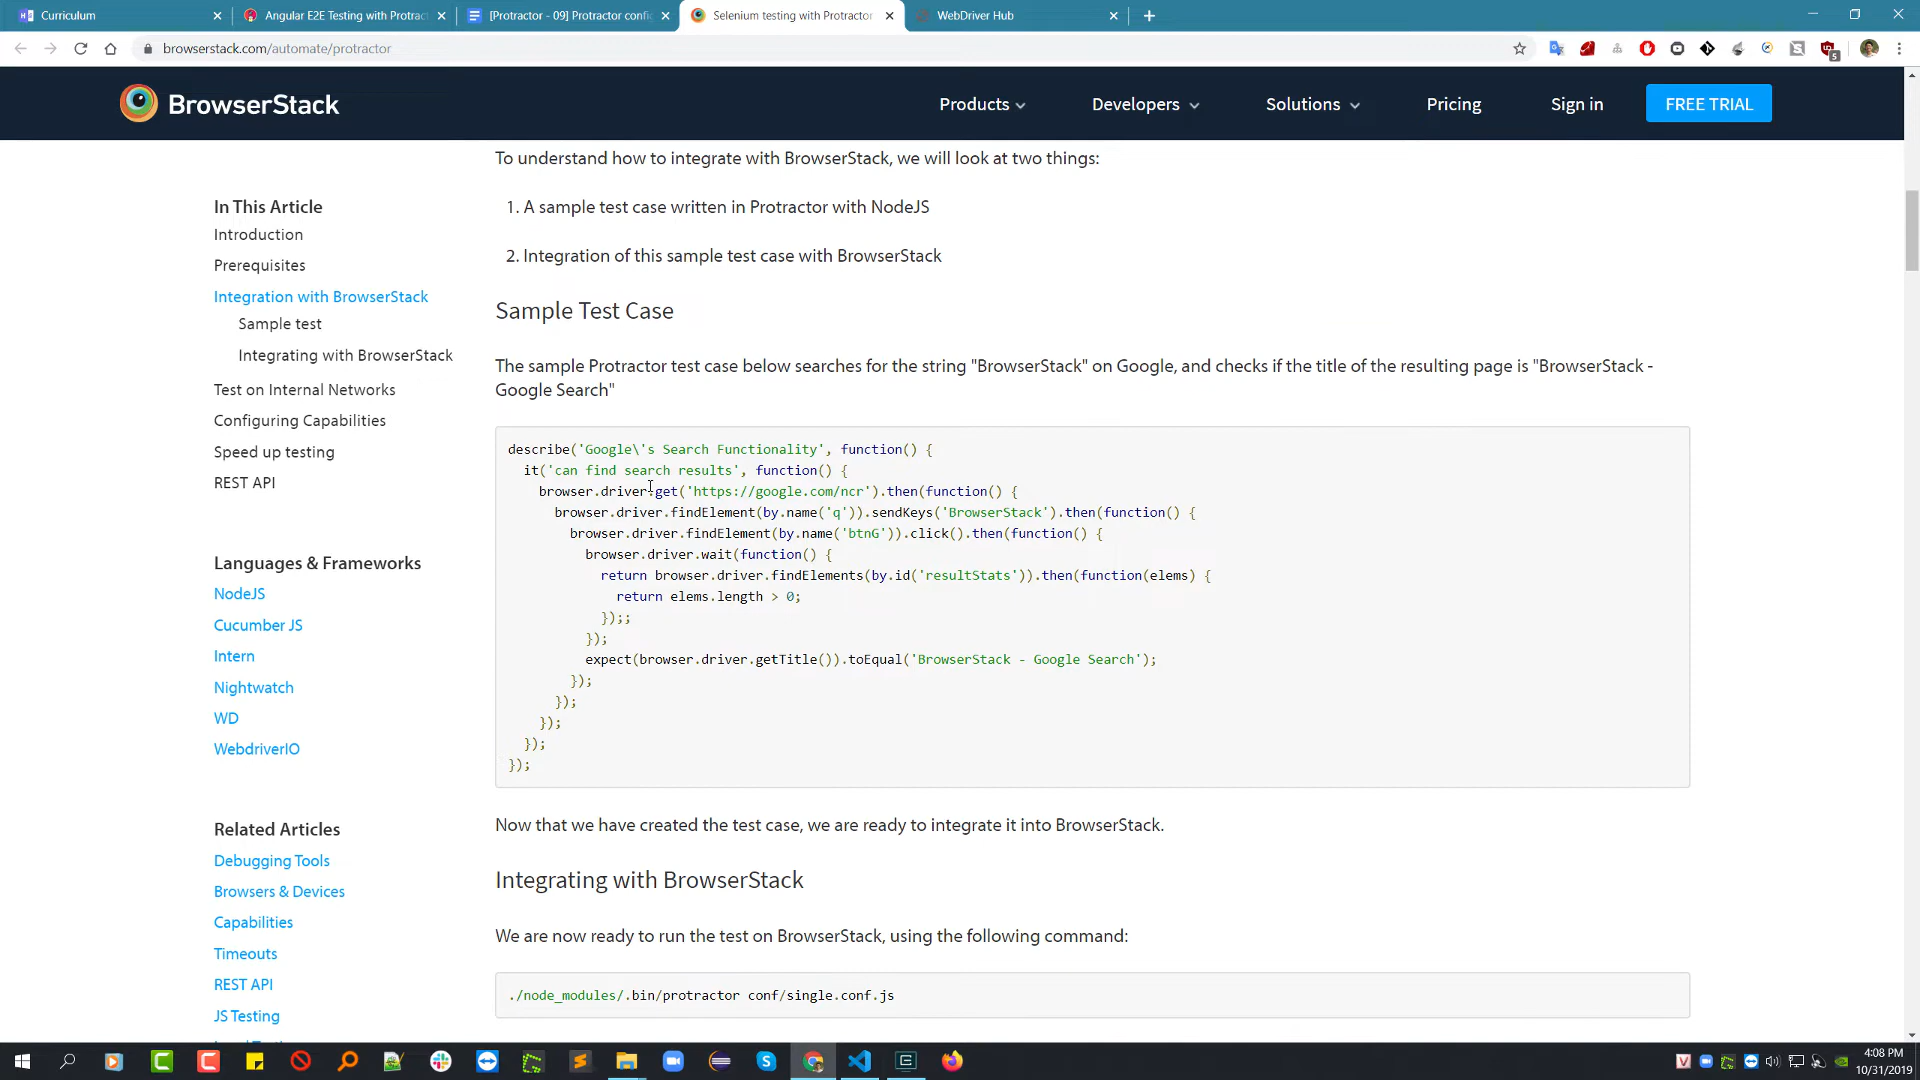 Curriculum
Angular E2E Testing with Protrac
[Protractor - 09] Protractor config
Selenium testing with Protractor
WebDriver Hub
browserstack.com/automate/protractor
5
BrowserStack
Products
Developers
Solutions
Pricing
Sign in
FREE TRIAL
In This Article
Introduction
Prerequisites
Integration with BrowserStack
Sample test
Integrating with BrowserStack
Test on Internal Networks
Configuring Capabilities
Speed up testing
REST API
Languages & Frameworks
NodeJS
Cucumber JS
Intern
Nightwatch
WD
WebdriverIO
Related Articles
Debugging Tools
Browsers & Devices
Capabilities
Timeouts
REST API
JS Testing
To understand how to integrate with BrowserStack, we will look at two things:
1. A sample test case written in Protractor with NodeJS
2. Integration of this sample test case with BrowserStack
Sample Test Case
The sample Protractor test case below searches for the string "BrowserStack" on Google, and checks if the title of the resulting page is "BrowserStack -
Google Search"
describe('Google\'s Search Functionality', function() {
it('can find search results', function() {
browser.driver.get('https://google.com/ncr').then(function() {
browser.driver.findElement(by.name('q')).sendKeys('BrowserStack').then(function() {
browser.driver.findElement(by.name('btnG')).click().then(function() {
browser.driver.wait(function() {
return browser.driver.findElements(by.id('resultStats')).then(function(elems) {
return elems.length > 0;
});;
});
expect(browser.driver.getTitle()).toEqual('BrowserStack - Google Search');
});
});
});
});
});
Now that we have created the test case, we are ready to integrate it into BrowserStack.
Integrating with BrowserStack
We are now ready to run the test on BrowserStack, using the following command:
./node_modules/.bin/protractor conf/single.conf.js
4:08 PM
10/31/2019